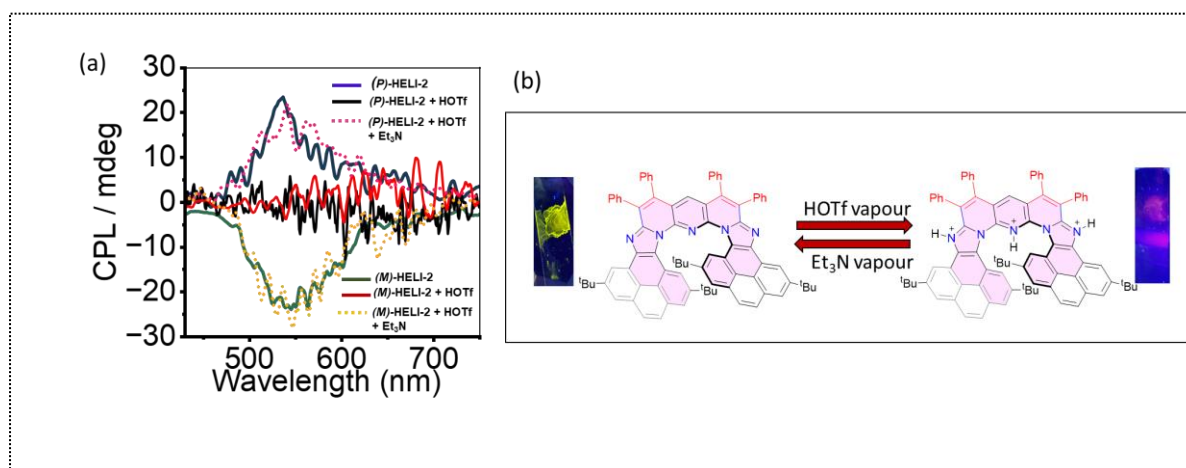 (a)
30
20
10
0
−10
−20
−30
CPL / mdeg
500
600
700
Wavelength (nm)
(P)-HELI-2
(P)-HELI-2 + HOTf
(P)-HELI-2 + HOTf
+ Et₃N
(M)-HELI-2
(M)-HELI-2 + HOTf
(M)-HELI-2 + HOTf
+ Et₃N
(b)
Ph Ph Ph Ph
N N N N N
ᵗBu ᵗBu
ᵗBu ᵗBu
HOTf vapour
Et₃N vapour
Ph Ph Ph Ph
H N⁺ N N⁺ H N N⁺ H
ᵗBu ᵗBu
ᵗBu ᵗBu